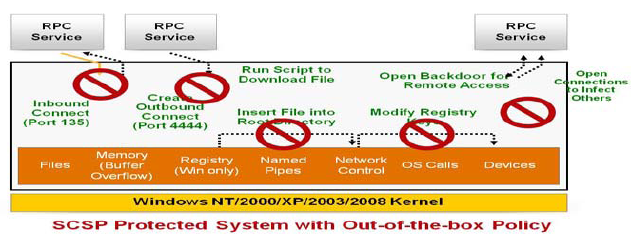 RPC
Service
RPC
Service
RPC
Service
Inbound
Connect
(Port 135)
Create
Outbound
Connect
(Port 4444)
Run Script to
Download File
Insert File into
Root Directory
Open Backdoor for
Remote Access
Modify Registry
Keys
Open
Connections
to Infect
Others
Files
Memory
(Buffer
Overflow)
Registry
(Win only)
Named
Pipes
Network
Control
OS Calls
Devices
Windows NT/2000/XP/2003/2008 Kernel
SCSP Protected System with Out-of-the-box Policy